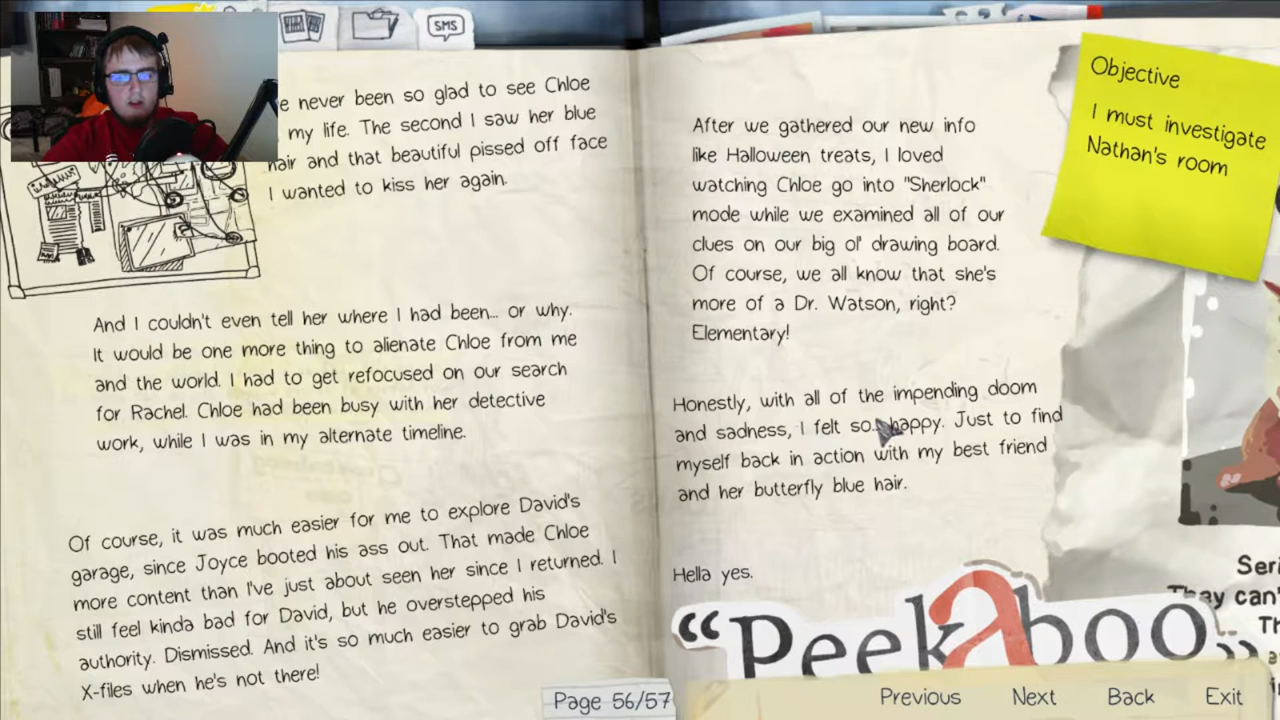 SMS
e never been so glad to see Chloe
my life. The second I saw her blue
hair and that beautiful pissed off face
I wanted to kiss her again.
And I couldn't even tell her where I had been... or why.
It would be one more thing to alienate Chloe from me
and the world. I had to get refocused on our search
for Rachel. Chloe had been busy with her detective
work, while I was in my alternate timeline.
Of course, it was much easier for me to explore David's
garage, since Joyce booted his ass out. That made Chloe
more content than I've just about seen her since I returned. I
still feel kinda bad for David, but he overstepped his
authority. Dismissed. And it's so much easier to grab David's
X-files when he's not there!
After we gathered our new info
like Halloween treats, I loved
watching Chloe go into "Sherlock"
mode while we examined all of our
clues on our big ol' drawing board.
Of course, we all know that she's
more of a Dr. Watson, right?
Elementary!
Honestly, with all of the impending doom
and sadness, I felt so... happy. Just to find
myself back in action with my best friend
and her butterfly blue hair.
Hella yes.
"Peekaboo"
Objective
I must investigate
Nathan's room
Seri
They can'
Th
Page 56/57
Previous
Next
Back
Exit